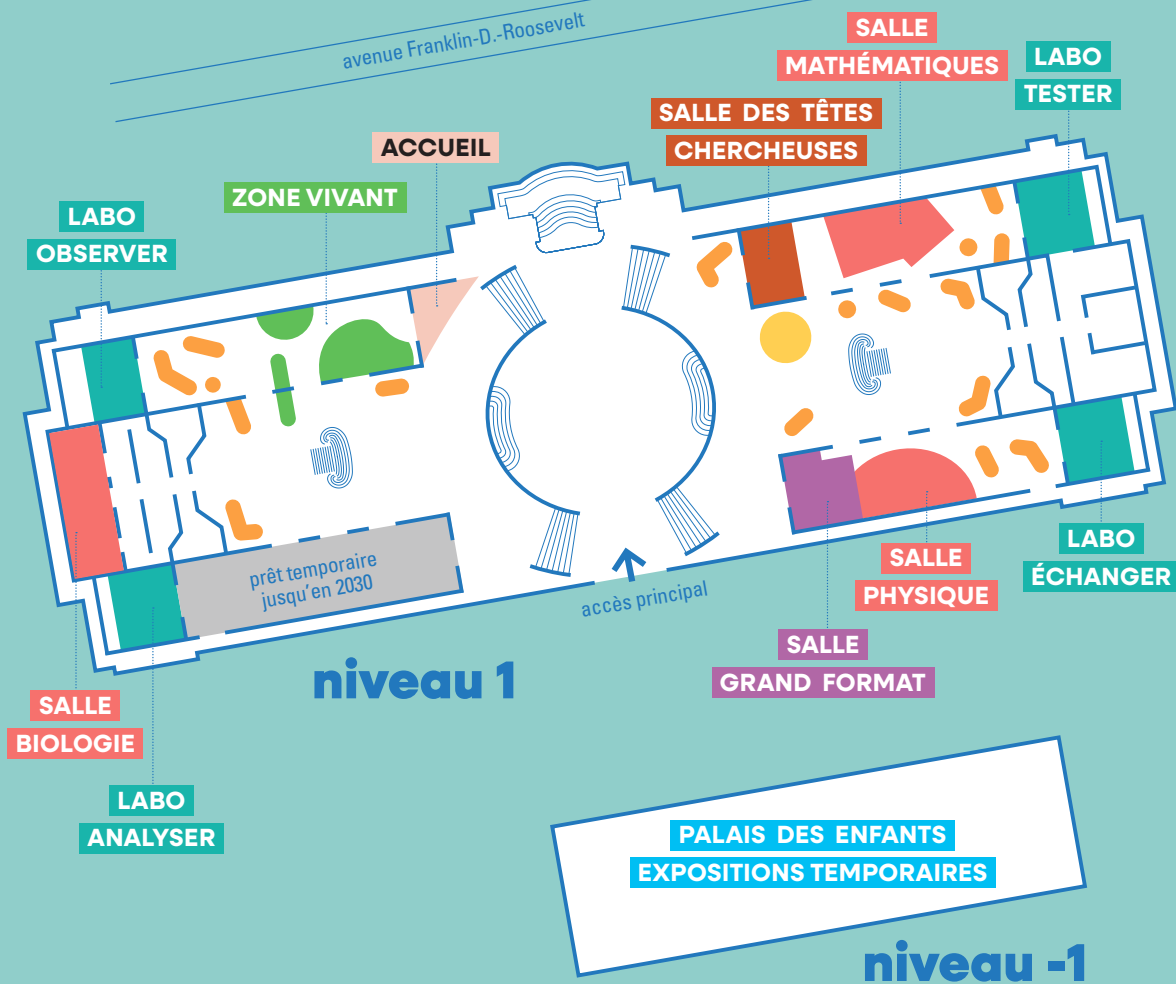 avenue Franklin-D.-Roosevelt
SALLE
MATHÉMATIQUES
LABO
TESTER
SALLE DES TÊTES
CHERCHEUSES
ACCUEIL
ZONE VIVANT
LABO
OBSERVER
prêt temporaire
jusqu'en 2030
accès principal
LABO
ÉCHANGER
SALLE
PHYSIQUE
SALLE
GRAND FORMAT
niveau 1
SALLE
BIOLOGIE
LABO
ANALYSER
PALAIS DES ENFANTS
EXPOSITIONS TEMPORAIRES
niveau -1